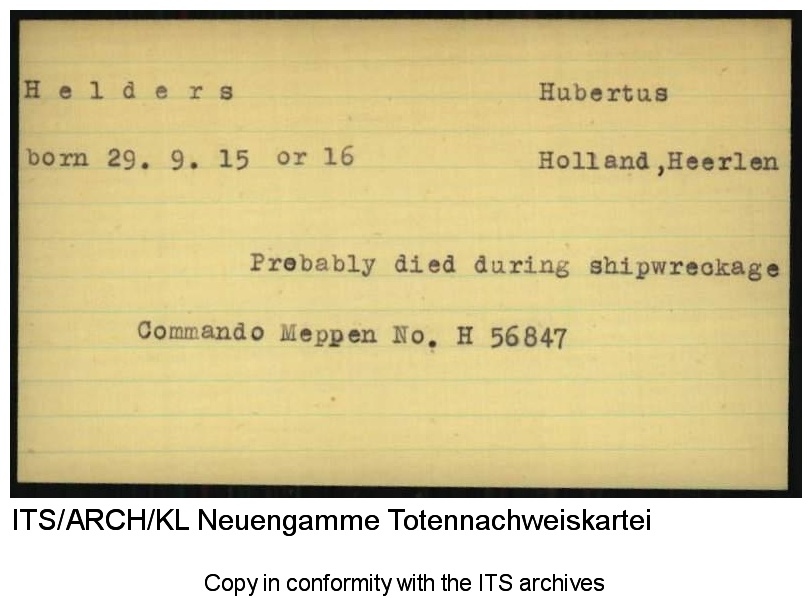 H e l d e r s Hubertus
born 29. 9. 15 or 16 Holland,Heerlen
Probably died during shipwreckage
Commando Meppen No. H 56847
ITS/ARCH/KL Neuengamme Totennachweiskartei
Copy in conformity with the ITS archives